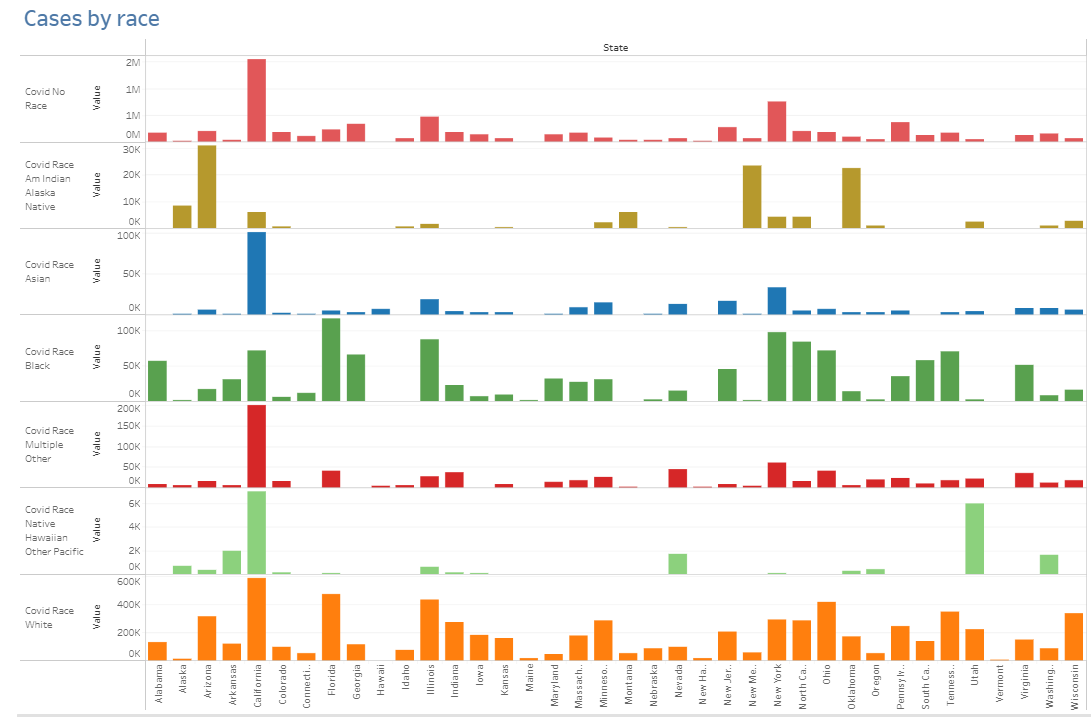 Cases by race
State
Covid No
Race
Value
2M
1M
1M
0M
Covid Race
Am Indian
Alaska
Native
Value
30K
20K
10K
0K
Covid Race
Asian
Value
100K
50K
0K
Covid Race
Black
Value
100K
50K
0K
Covid Race
Multiple
Other
Value
200K
150K
100K
50K
0K
Covid Race
Native
Hawaiian
Other Pacific
Value
6K
4K
2K
0K
Covid Race
White
Value
600K
400K
200K
0K
Alabama
Alaska
Arizona
Arkansas
California
Colorado
Connecti..
Florida
Georgia
Hawaii
Idaho
Illinois
Indiana
Iowa
Kansas
Maine
Maryland
Massach..
Minneso..
Montana
Nebraska
Nevada
New Ha..
New Jer..
New Me..
New York
North Ca..
Ohio
Oklahoma
Oregon
Pennsylv..
South Ca..
Tenness..
Utah
Vermont
Virginia
Washing..
Wisconsin